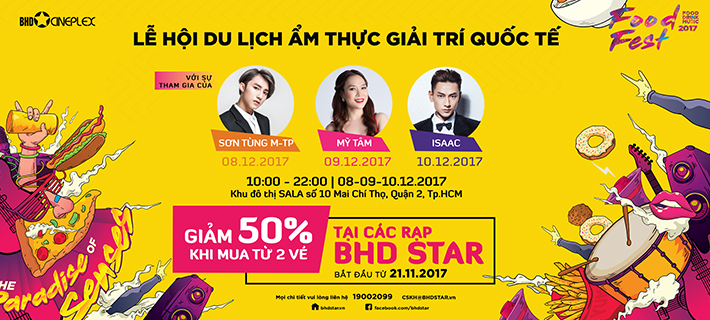 BHD CINEPLEX
Food Fest
FOOD
DRINK
MUSIC
2017
LỄ HỘI DU LỊCH ẨM THỰC GIẢI TRÍ QUỐC TẾ
VỚI SỰ
THAM GIA CỦA
SƠN TÙNG M-TP
08.12.2017
MỸ TÂM
09.12.2017
ISAAC
10.12.2017
10:00 - 22:00 | 08-09-10.12.2017
Khu đô thị SALA số 10 Mai Chí Thọ, Quận 2, Tp.HCM
GIẢM 50%
KHI MUA TỪ 2 VÉ
TẠI CÁC RẠP
BHD STAR
BẮT ĐẦU TỪ 21.11.2017
THE
Paradise OF
Senses
Mọi chi tiết vui lòng liên hệ 19002099 CSKH@BHDSTAR.vn
bhdstar.vn facebook.com/bhdstar